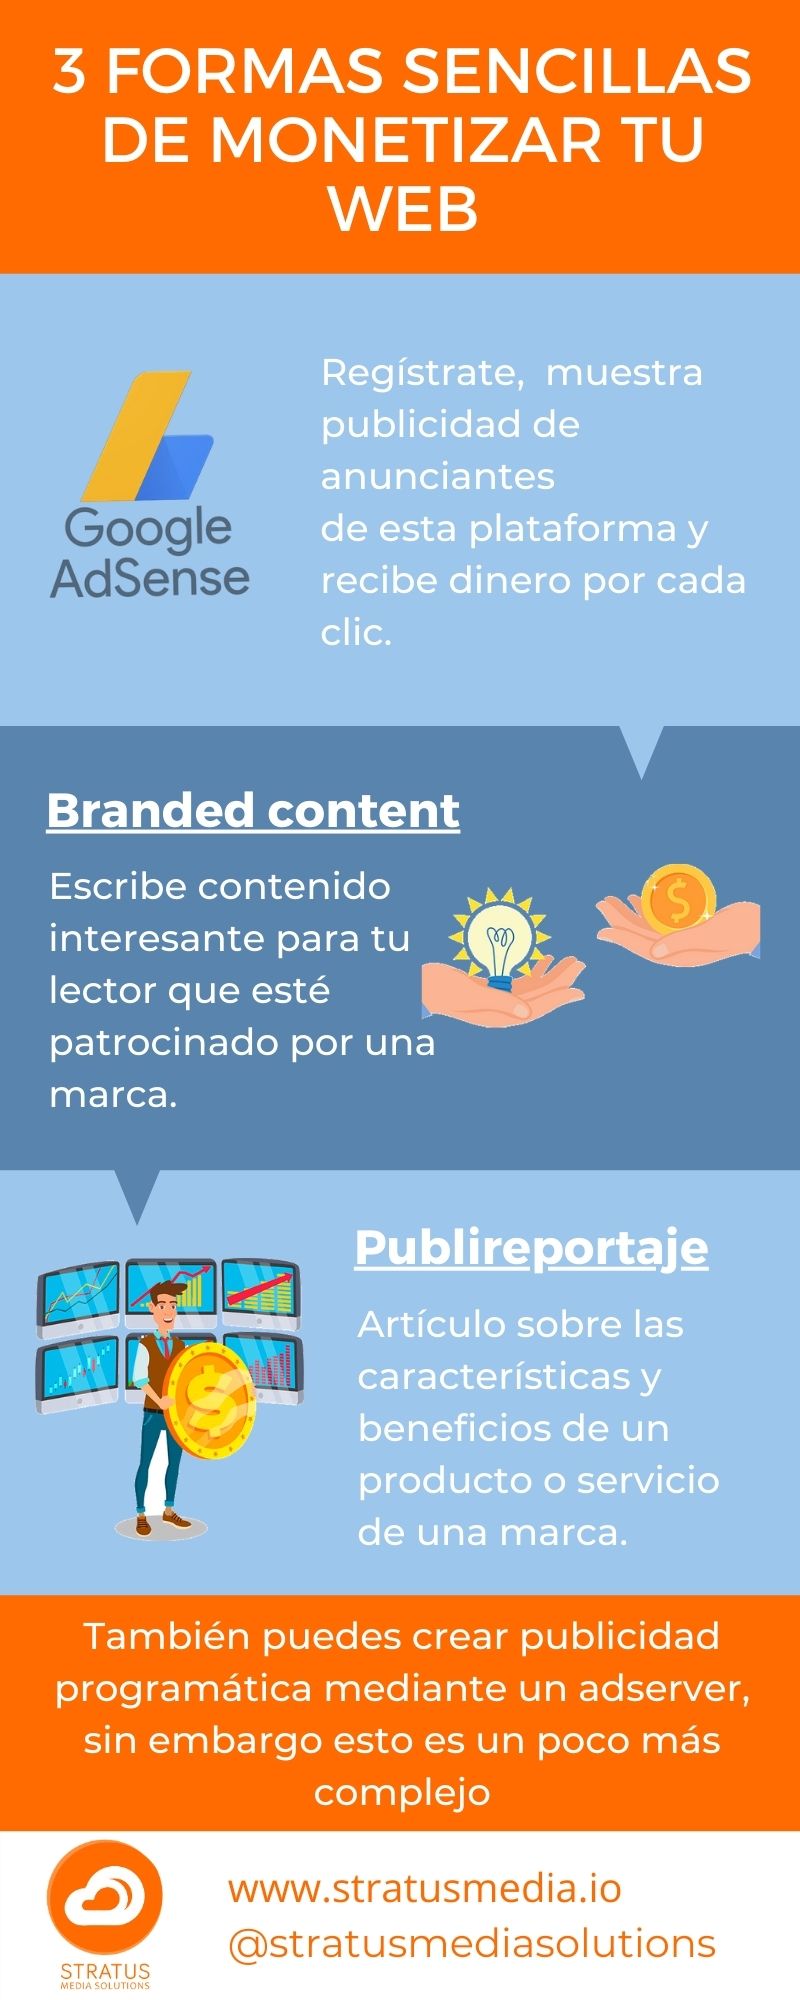 3 FORMAS SENCILLAS
DE MONETIZAR TU
WEB
Google
AdSense
Regístrate, muestra
publicidad de
anunciantes
de esta plataforma y
recibe dinero por cada
clic.
Branded content
Escribe contenido
interesante para tu
lector que esté
patrocinado por una
marca.
$
Publireportaje
$
Artículo sobre las
características y
beneficios de un
producto o servicio
de una marca.
También puedes crear publicidad
programática mediante un adserver,
sin embargo esto es un poco más
complejo
STRATUS
MEDIA SOLUTIONS
www.stratusmedia.io
@stratusmediasolutions